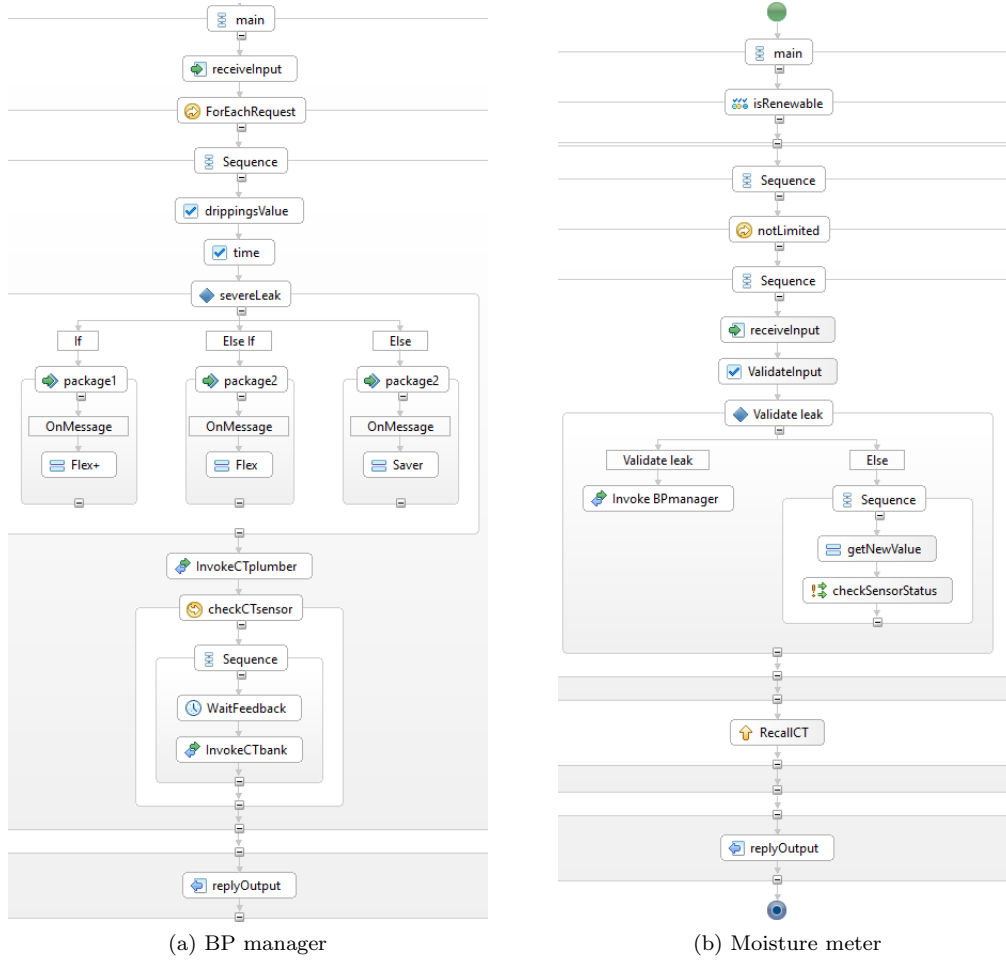 main
receiveInput
ForEachRequest
Sequence
drippingsValue
time
severeLeak
If
Else If
Else
package1
package2
package2
OnMessage
OnMessage
OnMessage
Flex+
Flex
Saver
InvokeCTplumber
checkCTsensor
Sequence
WaitFeedback
InvokeCTbank
replyOutput
(a) BP manager
main
isRenewable
Sequence
notLimited
Sequence
receiveInput
ValidateInput
Validate leak
Validate leak
Else
Invoke BPmanager
Sequence
getNewValue
checkSensorStatus
RecallCT
replyOutput
(b) Moisture meter